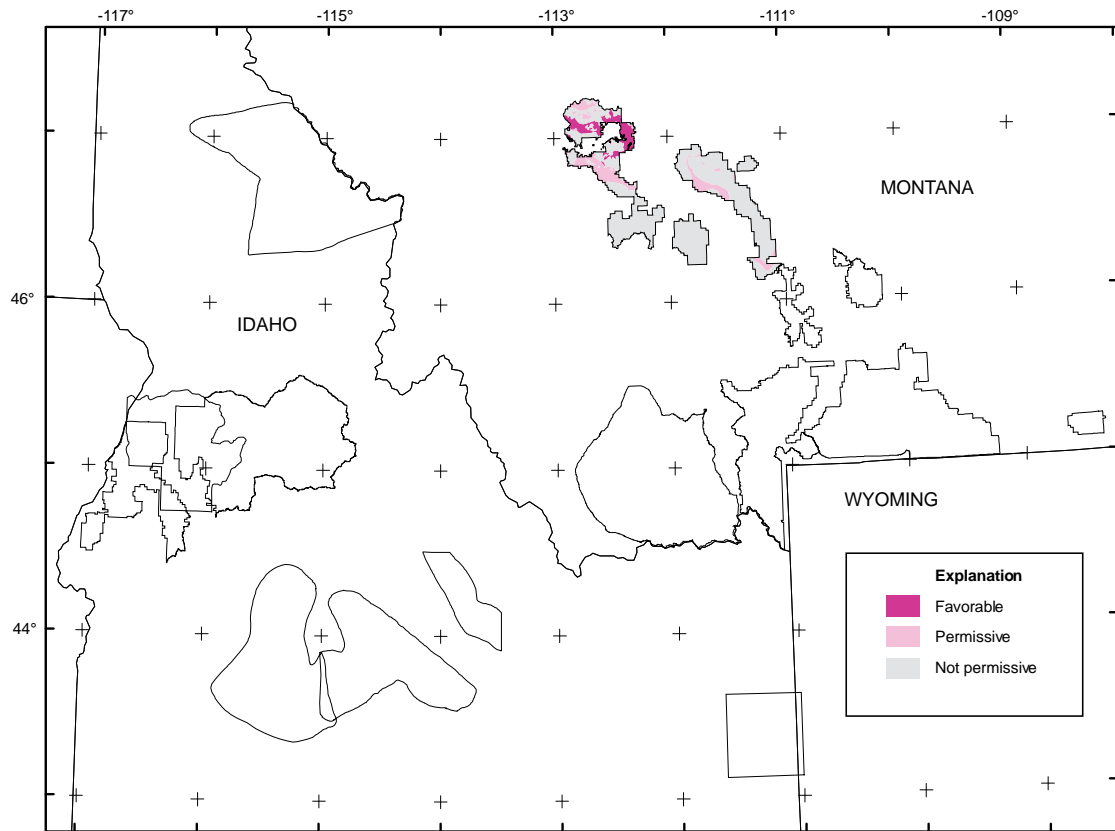 -117° -115° -113° -111° -109°
MONTANA
46°
IDAHO
WYOMING
Explanation
Favorable
Permissive
Not permissive
44°